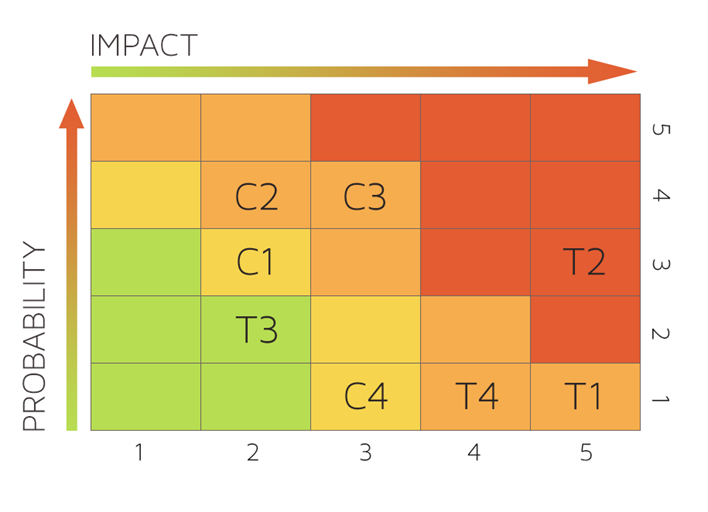 IMPACT
PROBABILITY
5
C2 C3 4
C1 T2 3
T3 2
C4 T4 T1 1
1 2 3 4 5